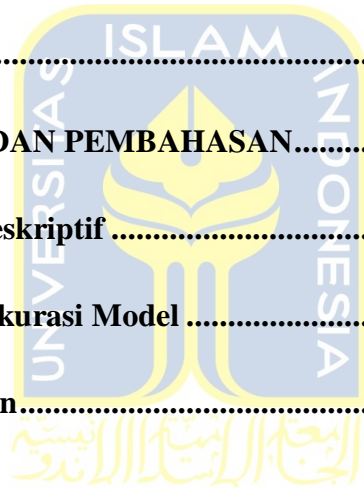 ISLAM
UNIVERSITAS
INDONESIA
DAN PEMBAHASAN..........
eskriptif ..............................
kurasi Model .....................
n..........................................